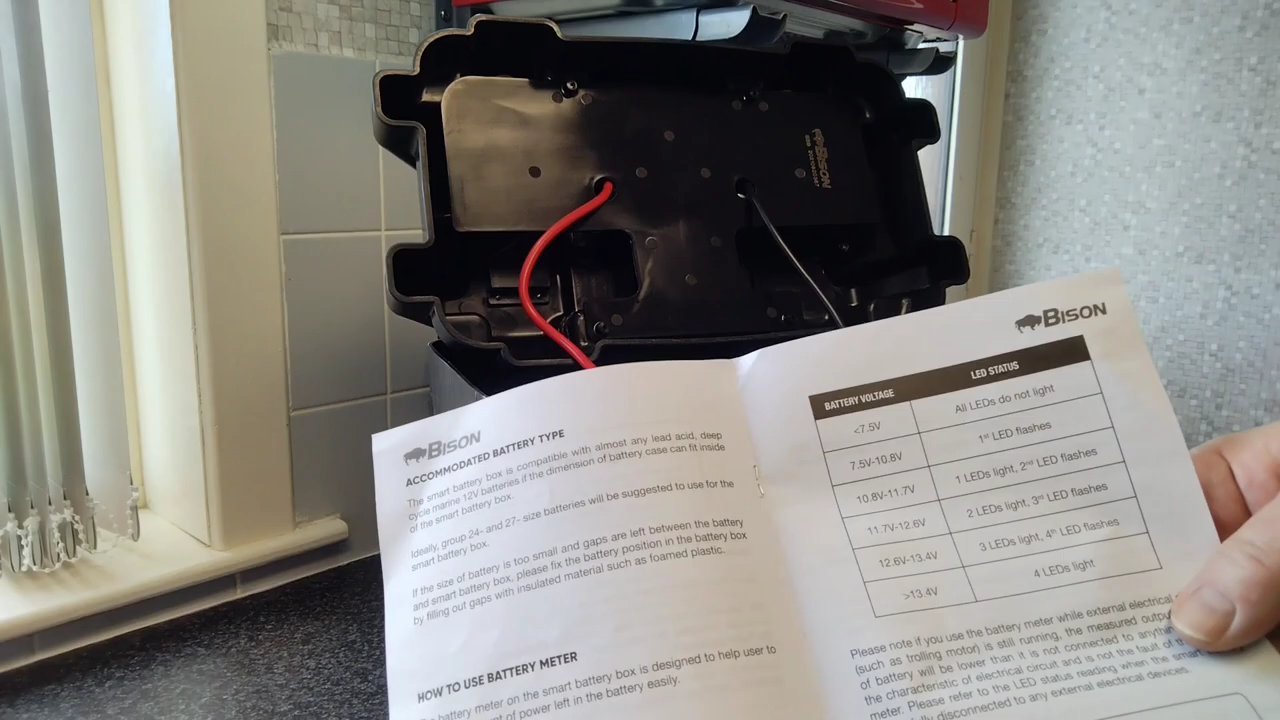 BISON
BISON
ACCOMMODATED BATTERY TYPE
The smart battery box is compatible with almost any lead acid, deep
cycle marine 12V batteries if the dimension of battery case can fit inside
of the smart battery box.
Ideally, group 24- and 27- size batteries will be suggested to use for the
smart battery box.
If the size of battery is too small and gaps are left between the battery
and smart battery box, please fix the battery position in the battery box
by filling out gaps with insulated material such as foamed plastic.
HOW TO USE BATTERY METER
battery meter on the smart battery box is designed to help user to
of power left in the battery easily.
BISON
BATTERY VOLTAGE LED STATUS
<7.5V All LEDs do not light
7.5V-10.8V 1st LED flashes
10.8V-11.7V 1 LEDs light, 2nd LED flashes
11.7V-12.6V 2 LEDs light, 3rd LED flashes
12.6V-13.4V 3 LEDs light, 4th LED flashes
>13.4V 4 LEDs light
Please note if you use the battery meter while external electrical
(such as trolling motor) is still running, the measured output
of battery will be lower than it is not connected to anything
the characteristic of electrical circuit and is not the fault of
meter. Please refer to the LED status reading when the smart
disconnected to any external electrical devices.